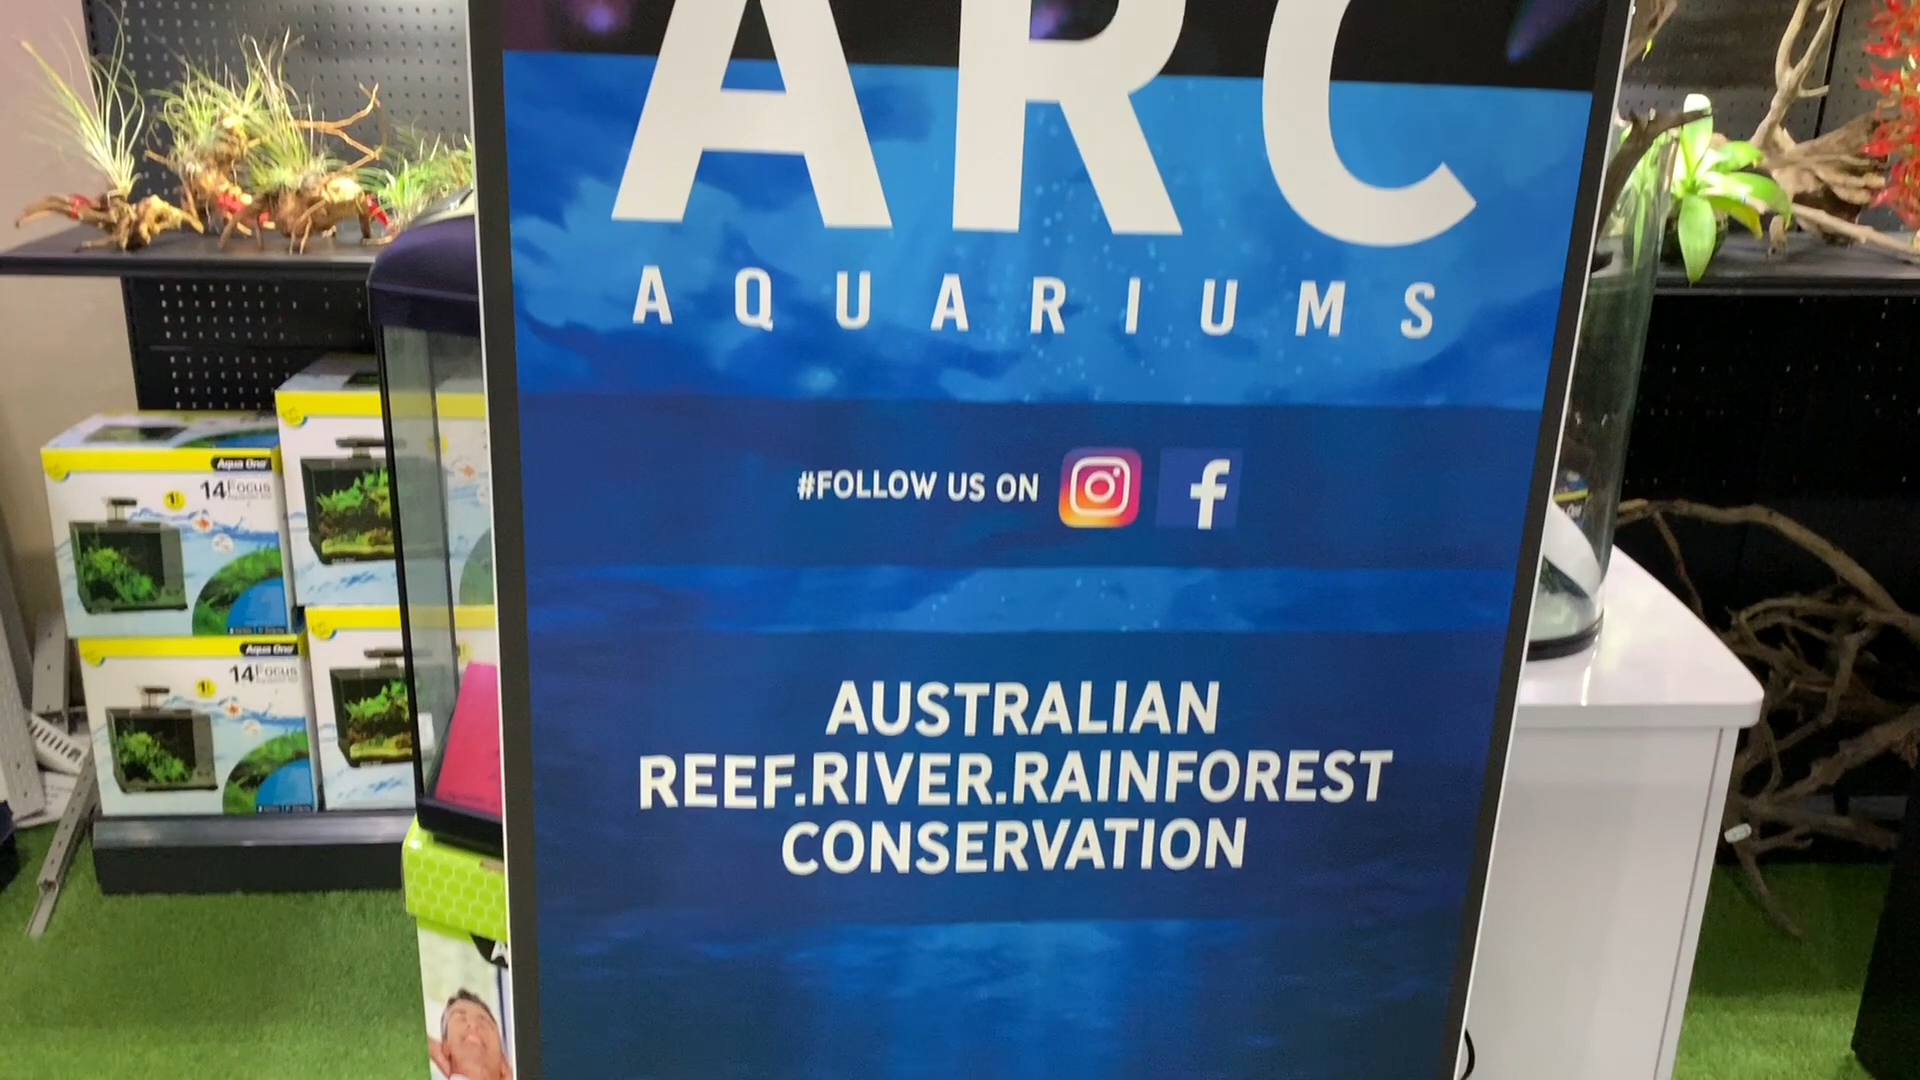 ARC
AQUARIUMS
#FOLLOW US ON
AUSTRALIAN
REEF.RIVER.RAINFOREST
CONSERVATION
Aqua One
14 Focus
Aqua One
14 Focus